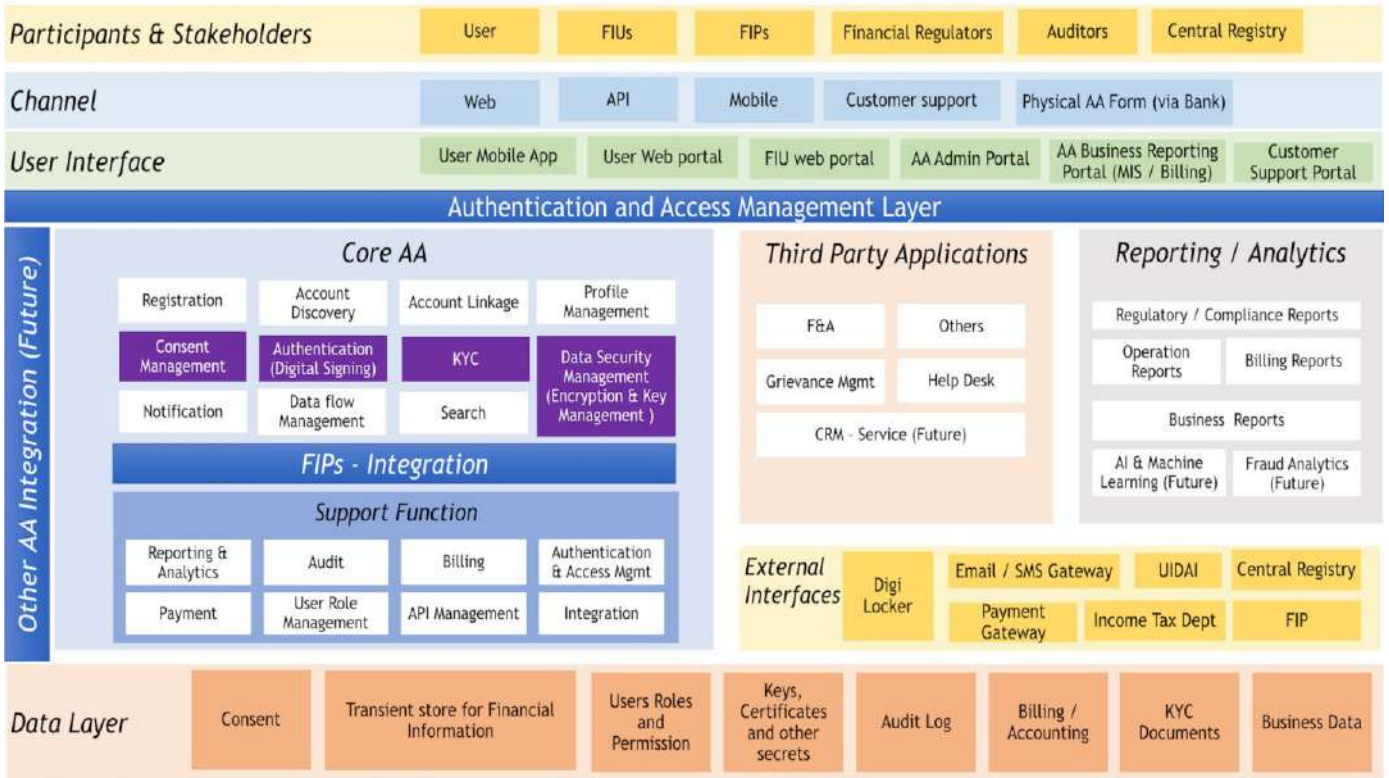 Participants & Stakeholders
User
FIUs
FIPs
Financial Regulators
Auditors
Central Registry
Channel
Web
API
Mobile
Customer support
Physical AA Form (via Bank)
User Interface
User Mobile App
User Web portal
FIU web portal
AA Admin Portal
AA Business Reporting
Portal (MIS / Billing)
Customer
Support Portal
Authentication and Access Management Layer
Other AA Integration (Future)
Core AA
Registration
Account
Discovery
Account Linkage
Profile
Management
Consent
Management
Authentication
(Digital Signing)
KYC
Data Security
Management
(Encryption & Key
Management )
Notification
Data flow
Management
Search
FIPs - Integration
Support Function
Reporting &
Analytics
Audit
Billing
Authentication
& Access Mgmt
Payment
User Role
Management
API Management
Integration
Third Party Applications
F&A
Others
Grievance Mgmt
Help Desk
CRM - Service (Future)
Reporting / Analytics
Regulatory / Compliance Reports
Operation
Reports
Billing Reports
Business Reports
AI & Machine
Learning (Future)
Fraud Analytics
(Future)
External
Interfaces
Digi
Locker
Email / SMS Gateway
UIDAI
Central Registry
Payment
Gateway
Income Tax Dept
FIP
Data Layer
Consent
Transient store for Financial
Information
Users Roles
and
Permission
Keys,
Certificates
and other
secrets
Audit Log
Billing /
Accounting
KYC
Documents
Business Data